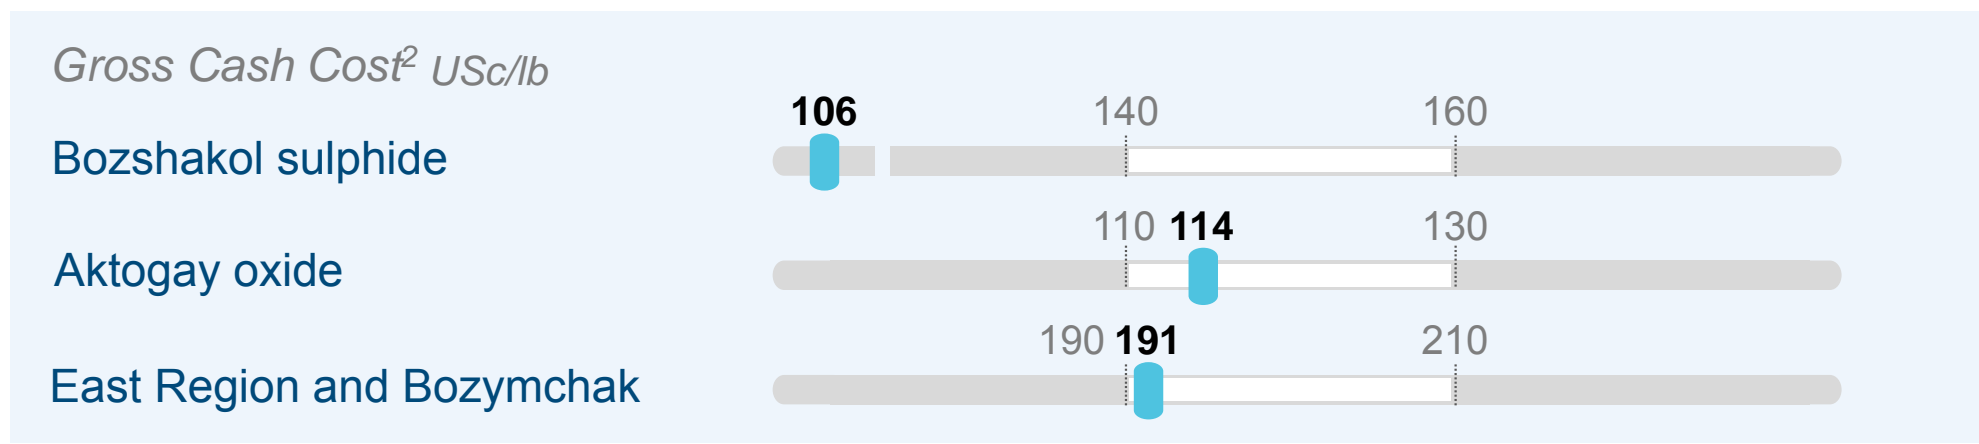 Gross Cash Cost² USc/lb
106 140 160
Bozshakol sulphide
110 114 130
Aktogay oxide
190 191 210
East Region and Bozymchak